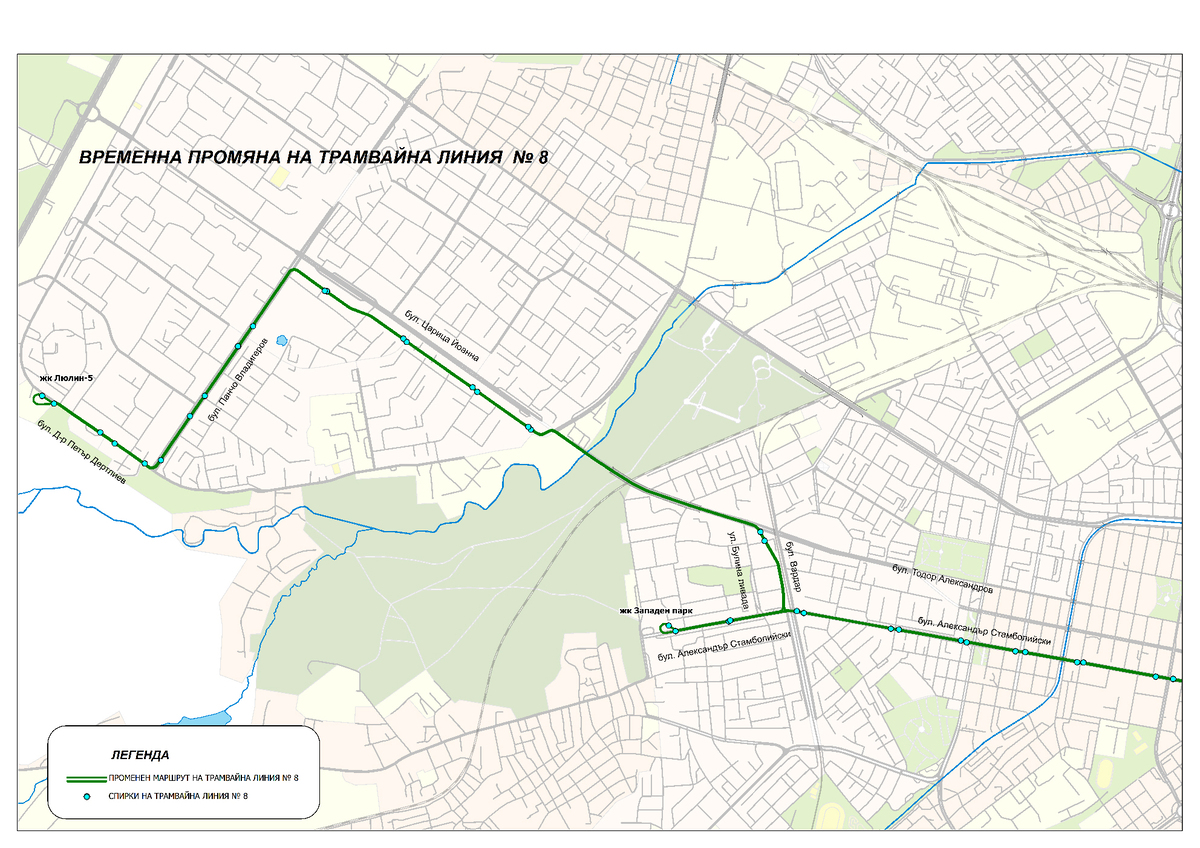 ВРЕМЕННА ПРОМЯНА НА ТРАМВАЙНА ЛИНИЯ № 8
бул. Царица Йоанна
бул. Панчо Владигеров
жк Люлин-5
бул. Д-р Петър Дертлиев
ул. Булина ливада
бул. Вардар
бул. Тодор Александров
жк Западен парк
бул. Александър Стамболийски
бул. Александър Стамболийски
ЛЕГЕНДА
ПРОМЕНЕН МАРШРУТ НА ТРАМВАЙНА ЛИНИЯ № 8
СПИРКИ НА ТРАМВАЙНА ЛИНИЯ № 8